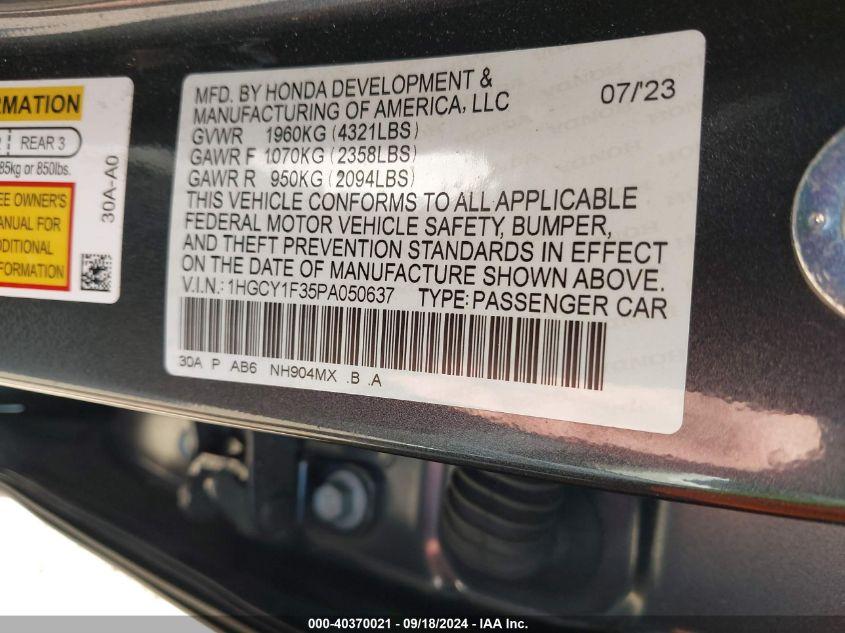 RMATION
REAR 3
85kg or 850lbs.
EE OWNER'S
ANUAL FOR
DDITIONAL
FORMATION
30A-A0
MFD. BY HONDA DEVELOPMENT &
MANUFACTURING OF AMERICA, LLC
07/'23
GVWR 1960KG (4321LBS)
GAWR F 1070KG (2358LBS)
GAWR R 950KG (2094LBS)
THIS VEHICLE CONFORMS TO ALL APPLICABLE
FEDERAL MOTOR VEHICLE SAFETY, BUMPER,
AND THEFT PREVENTION STANDARDS IN EFFECT
ON THE DATE OF MANUFACTURE SHOWN ABOVE.
V.I.N.: 1HGCY1F35PA050637 TYPE: PASSENGER CAR
30A P AB6 NH904MX .B .A
000-40370021 - 09/18/2024 - IAA Inc.